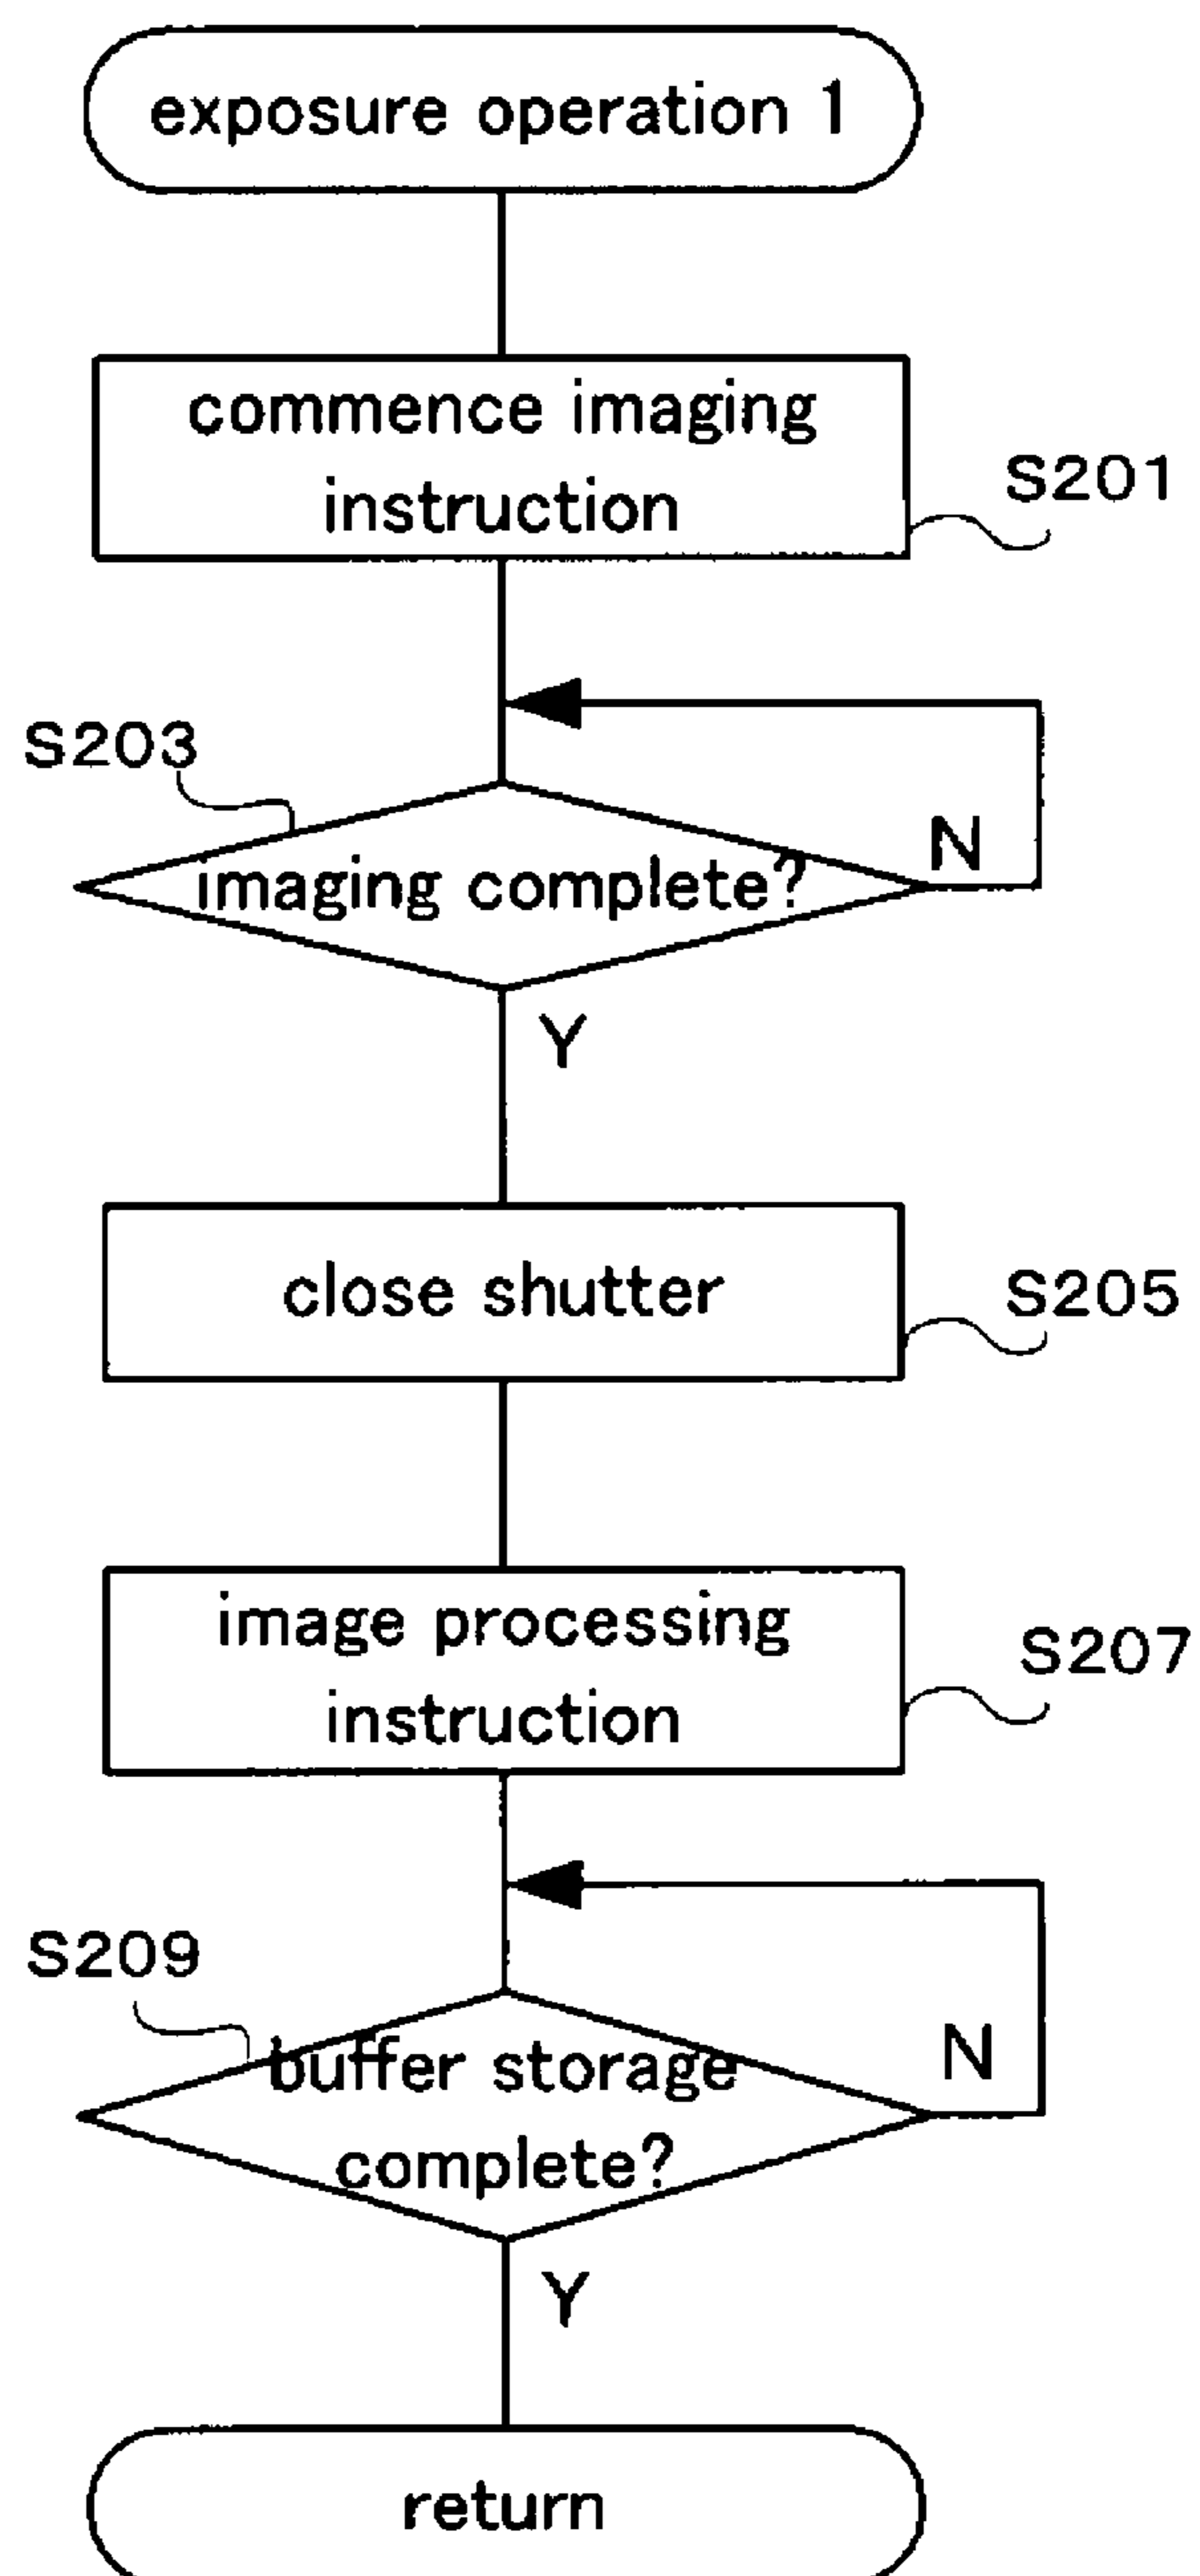 exposure operation 1
commence imaging
instruction
S201
S203
imaging complete?
N
Y
close shutter
S205
image processing
instruction
S207
S209
buffer storage
complete?
N
Y
return